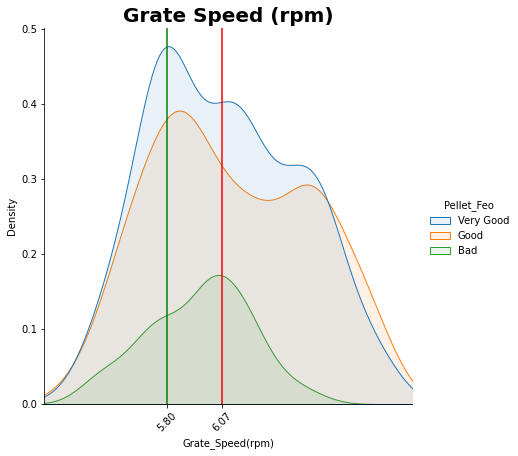 Grate Speed (rpm)
0.5
0.4
0.3
0.2
0.1
0.0
Density
5.80
6.07
Grate_Speed(rpm)
Pellet_Feo
Very Good
Good
Bad